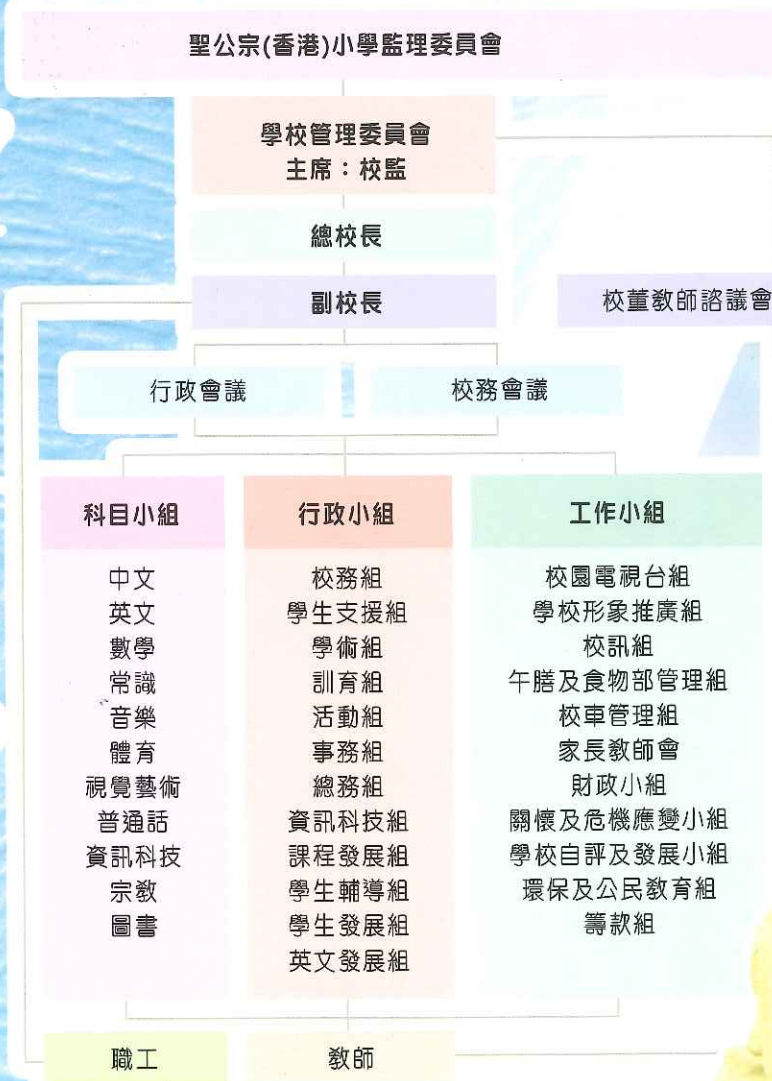 聖公宗(香港)小學監理委員會
學校管理委員會
主席：校監
總校長
副校長
校董教師諮議會
行政會議
校務會議
科目小組
中文
英文
數學
常識
音樂
體育
視覺藝術
普通話
資訊科技
宗教
圖書
行政小組
校務組
學生支援組
學術組
訓育組
活動組
事務組
總務組
資訊科技組
課程發展組
學生輔導組
學生發展組
英文發展組
工作小組
校園電視台組
學校形象推廣組
校訊組
午膳及食物部管理組
校車管理組
家長教師會
財政小組
關懷及危機應變小組
學校自評及發展小組
環保及公民教育組
籌款組
職工
教師